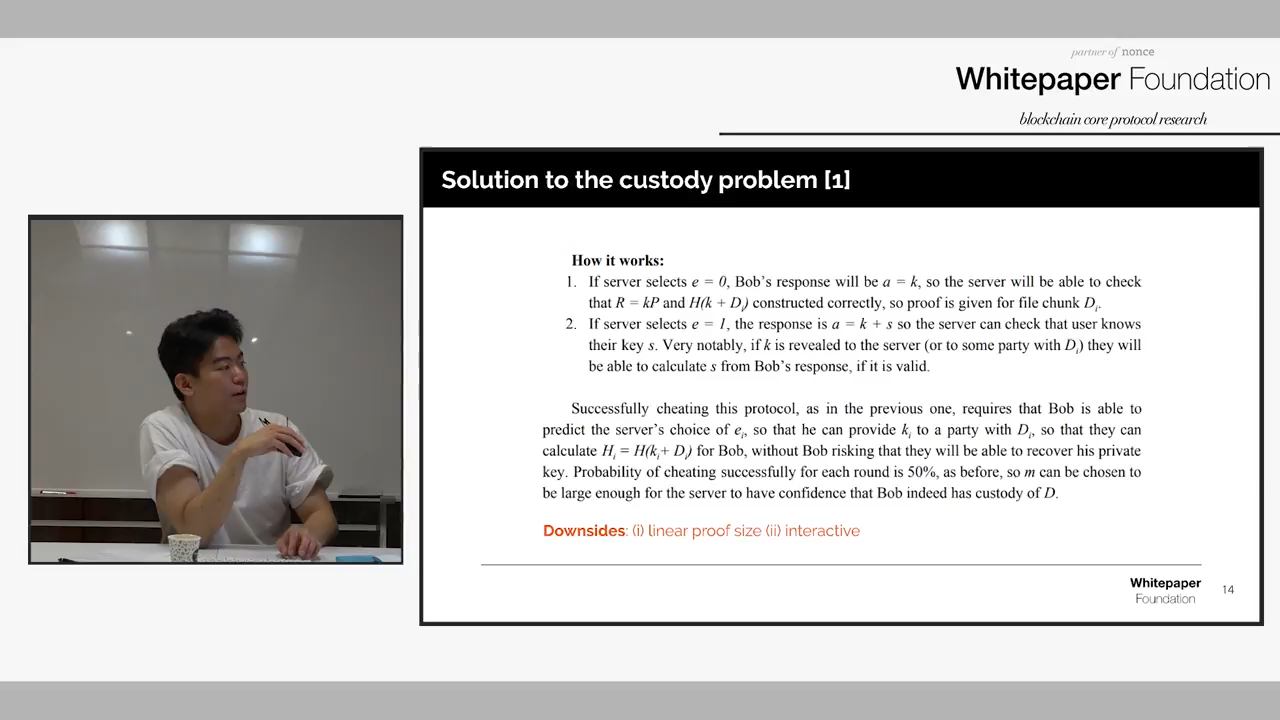 partner of nonce
Whitepaper Foundation
blockchain core protocol research
Solution to the custody problem [1]
How it works:
1. If server selects e = 0, Bob's response will be a = k, so the server will be able to check
that R = kP and H(k + Di) constructed correctly, so proof is given for file chunk Di.
2. If server selects e = 1, the response is a = k + s so the server can check that user knows
their key s. Very notably, if k is revealed to the server (or to some party with Di) they will
be able to calculate s from Bob's response, if it is valid.
Successfully cheating this protocol, as in the previous one, requires that Bob is able to
predict the server's choice of ei, so that he can provide ki to a party with Di, so that they can
calculate Hi = H(ki+ Di) for Bob, without Bob risking that they will be able to recover his private
key. Probability of cheating successfully for each round is 50%, as before, so m can be chosen to
be large enough for the server to have confidence that Bob indeed has custody of D.
Downsides: (i) linear proof size (ii) interactive
Whitepaper
Foundation
14